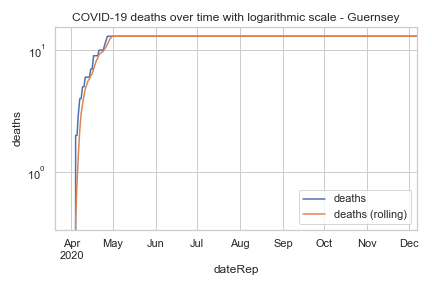 COVID-19 deaths over time with logarithmic scale - Guernsey
10¹
10⁰
deaths
deaths
deaths (rolling)
Apr
2020
May
Jun
Jul
Aug
Sep
Oct
Nov
Dec
dateRep